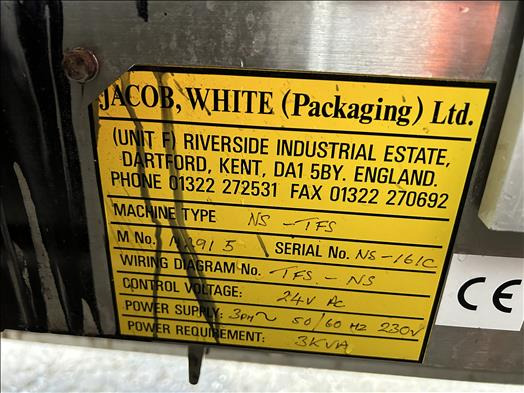 JACOB, WHITE (Packaging) Ltd.
(UNIT F) RIVERSIDE INDUSTRIAL ESTATE,
DARTFORD, KENT, DA1 5BY. ENGLAND.
PHONE 01322 272531 FAX 01322 270692
MACHINE TYPE NS - TFS
M No. SERIAL No. NS-161C
WIRING DIAGRAM No. TFS - NS
CONTROL VOLTAGE: 24V AC
POWER SUPPLY: 3PH~ 50/60 HZ 230V
POWER REQUIREMENT: 3KVA
CE